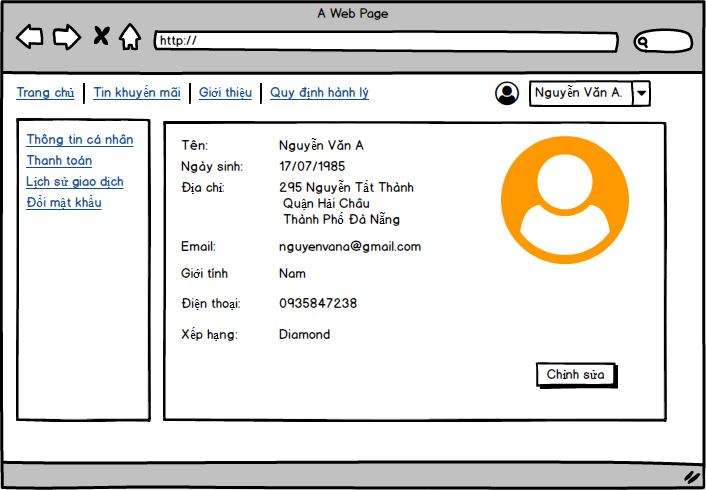 A Web Page
http://
Trang chủ Tin khuyến mãi Giới thiệu Quy định hành lý
Nguyễn Văn A.
Thông tin cá nhân
Thanh toán
Lịch sử giao dịch
Đổi mật khẩu
Tên: Nguyễn Văn A
Ngày sinh: 17/07/1985
Địa chỉ: 295 Nguyễn Tất Thành
Quận Hải Châu
Thành Phố Đà Nẵng
Email: nguyenvana@gmail.com
Giới tính Nam
Điện thoại: 0935847238
Xếp hạng: Diamond
Chỉnh sửa